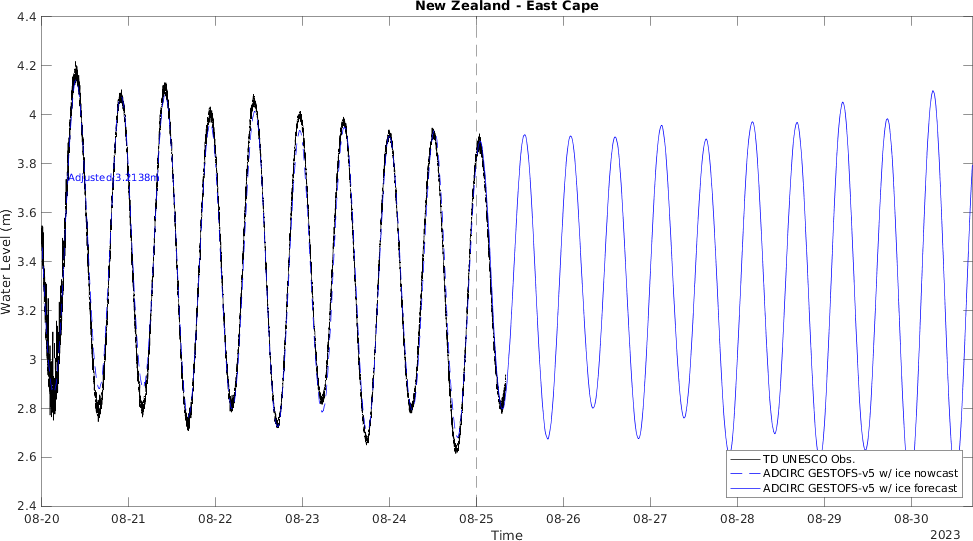 New Zealand - East Cape
4.4
4.2
4
3.8
3.6
3.4
3.2
3
2.8
2.6
2.4
Water Level (m)
Adjusted 3.2138m
TD UNESCO Obs.
ADCIRC GESTOFS-v5 w/ ice nowcast
ADCIRC GESTOFS-v5 w/ ice forecast
08-20 08-21 08-22 08-23 08-24 08-25 08-26 08-27 08-28 08-29 08-30
Time
2023